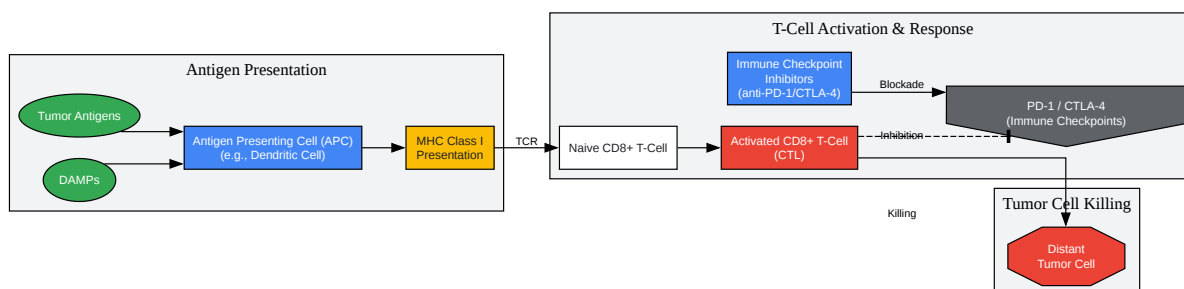 Antigen Presentation
Tumor Antigens
DAMPs
Antigen Presenting Cell (APC)
(e.g., Dendritic Cell)
MHC Class I
Presentation
TCR
T-Cell Activation & Response
Immune Checkpoint
Inhibitors
(anti-PD-1/CTLA-4)
Blockade
PD-1 / CTLA-4
(Immune Checkpoints)
Naive CD8+ T-Cell
Activated CD8+ T-Cell
(CTL)
Inhibition
Killing
Tumor Cell Killing
Distant
Tumor Cell